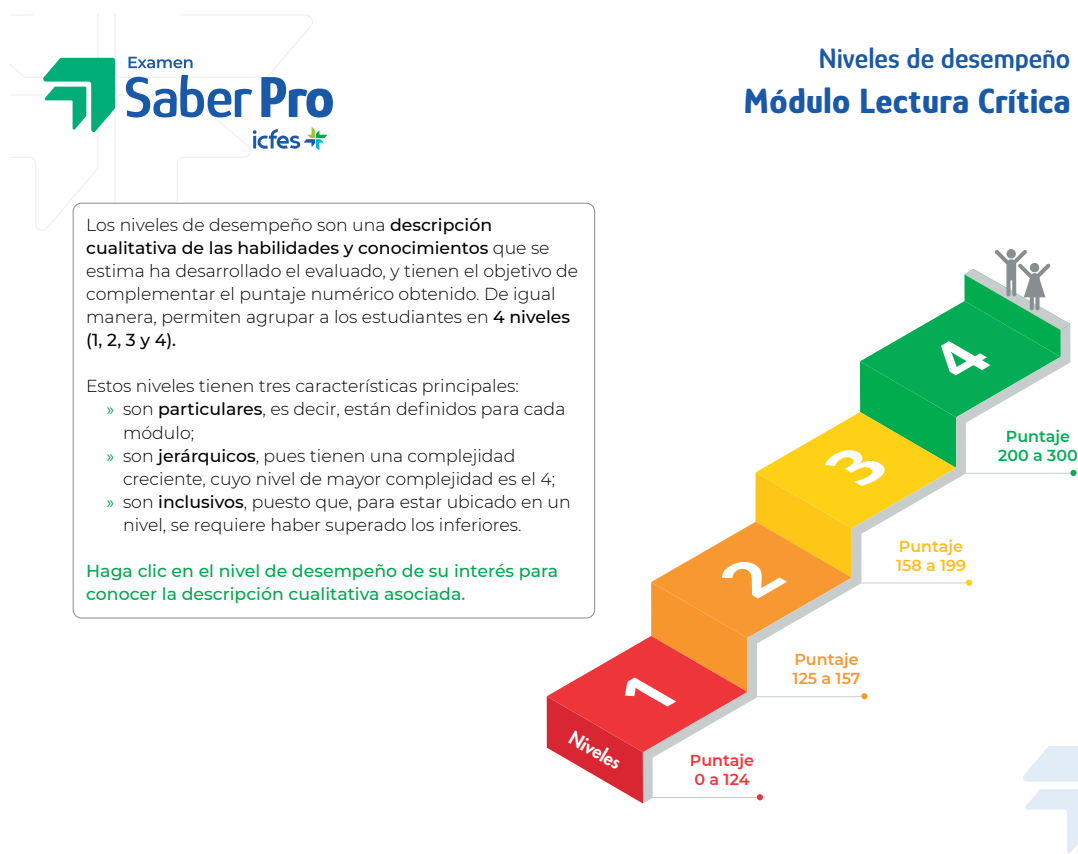 Examen
Saber Pro
icfes
Niveles de desempeño
Módulo Lectura Crítica
Los niveles de desempeño son una descripción
cualitativa de las habilidades y conocimientos que se
estima ha desarrollado el evaluado, y tienen el objetivo de
complementar el puntaje numérico obtenido. De igual
manera, permiten agrupar a los estudiantes en 4 niveles
(1, 2, 3 y 4).
Estos niveles tienen tres características principales:
» son particulares, es decir, están definidos para cada
módulo;
» son jerárquicos, pues tienen una complejidad
creciente, cuyo nivel de mayor complejidad es el 4;
» son inclusivos, puesto que, para estar ubicado en un
nivel, se requiere haber superado los inferiores.
Haga clic en el nivel de desempeño de su interés para
conocer la descripción cualitativa asociada.
4
Puntaje
200 a 300
3
Puntaje
158 a 199
2
Puntaje
125 a 157
1
Niveles
Puntaje
0 a 124